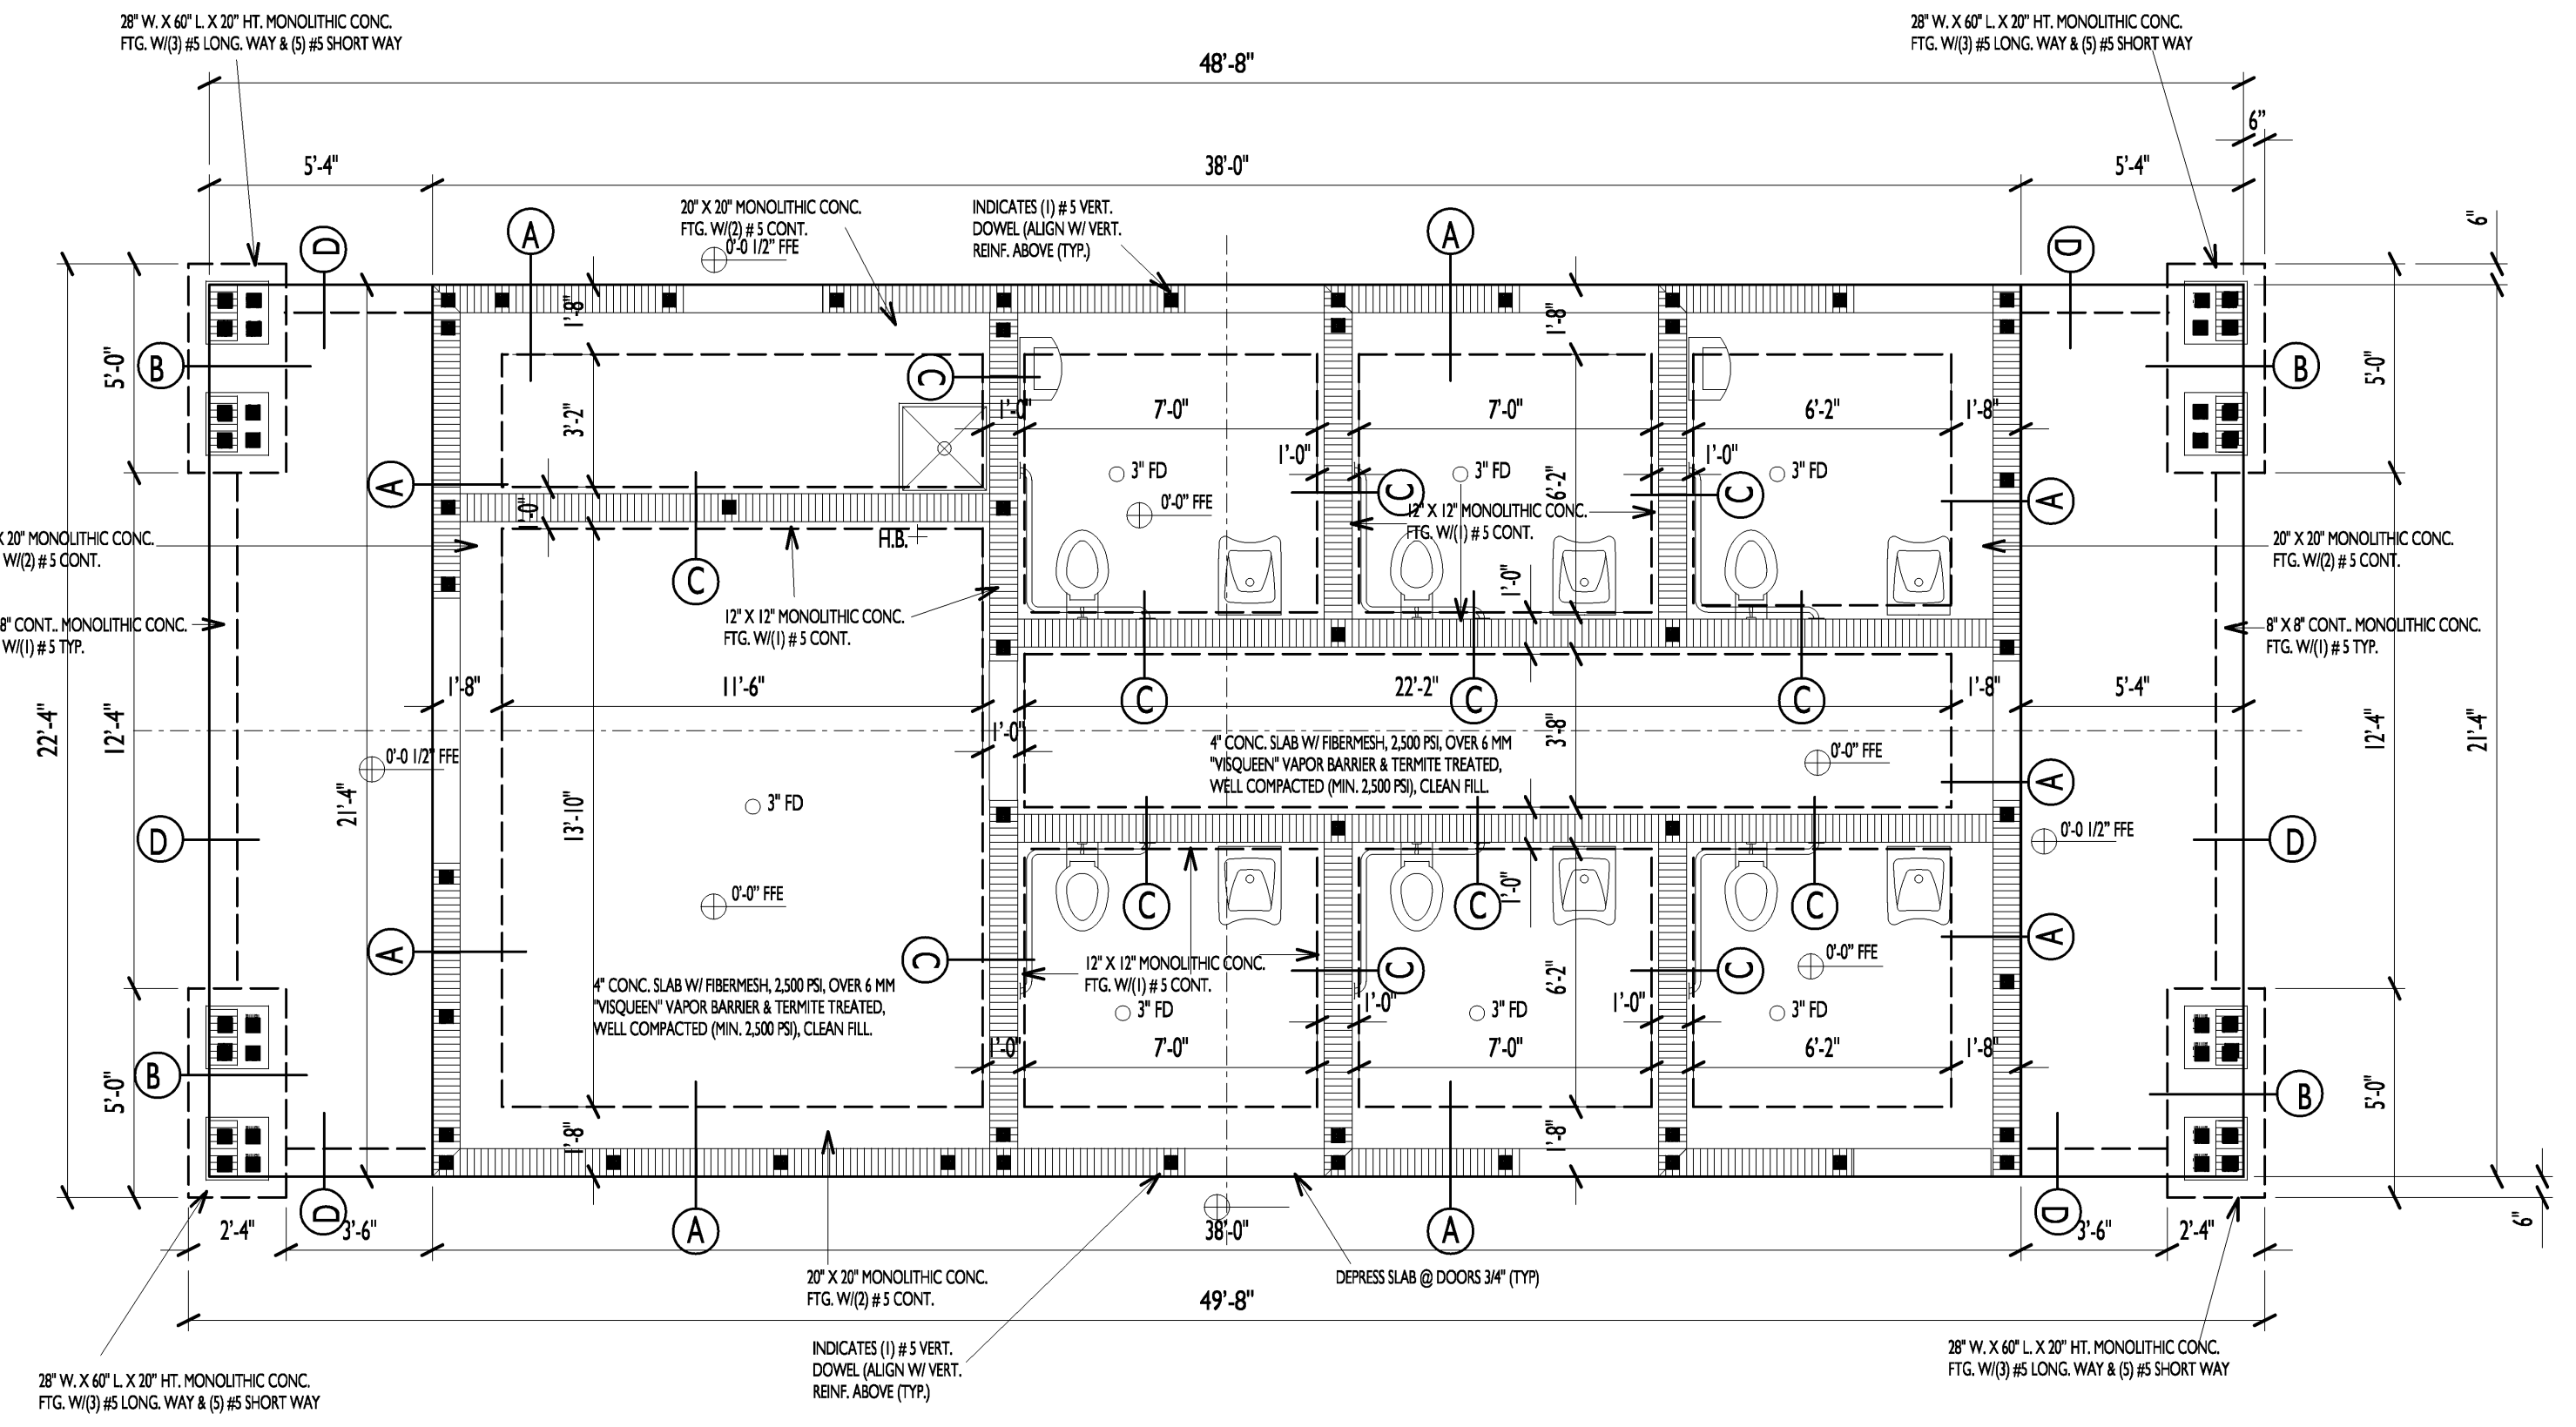 28" W. X 60" L. X 20" HT. MONOLITHIC CONC.
FTG. W/(3) #5 LONG. WAY & (5) #5 SHORT WAY
28" W. X 60" L. X 20" HT. MONOLITHIC CONC.
FTG. W/(3) #5 LONG. WAY & (5) #5 SHORT WAY
48'-8"
6"
5'-4"
38'-0"
5'-4"
20" X 20" MONOLITHIC CONC.
FTG. W/(2) # 5 CONT.
0'-0 1/2" FFE
INDICATES (1) # 5 VERT.
DOWEL (ALIGN W/ VERT.
REINF. ABOVE (TYP.)
6"
D
A
A
D
1'-8"
1'-8"
5'-0"
B
C
B
5'-0"
3'-2"
1'-0"
7'-0"
7'-0"
6'-2"
1'-8"
1'-0"
1'-0"
3" FD
3" FD
3" FD
A
C
C
A
6'-2"
1'-0"
0'-0" FFE
12" X 12" MONOLITHIC CONC.
FTG. W/(1) # 5 CONT.
H.B.
X 20" MONOLITHIC CONC.
W/(2) # 5 CONT.
20" X 20" MONOLITHIC CONC.
FTG. W/(2) # 5 CONT.
C
1'-0"
12" X 12" MONOLITHIC CONC.
FTG. W/(1) # 5 CONT.
8" CONT.. MONOLITHIC CONC.
W/(1) # 5 TYP.
8" X 8" CONT.. MONOLITHIC CONC.
FTG. W/(1) # 5 TYP.
1'-8"
11'-6"
C
C
C
22'-2"
1'-8"
5'-4"
22'-4"
12'-4"
1'-0"
3'-8"
12'-4"
21'-4"
4" CONC. SLAB W/ FIBERMESH, 2,500 PSI, OVER 6 MM
"VISQUEEN" VAPOR BARRIER & TERMITE TREATED,
WELL COMPACTED (MIN. 2,500 PSI), CLEAN FILL.
0'-0 1/2" FFE
0'-0" FFE
A
21'-4"
13'-10"
3" FD
0'-0 1/2" FFE
D
D
0'-0" FFE
C
C
1'-0"
C
A
A
C
C
C
0'-0" FFE
12" X 12" MONOLITHIC CONC.
FTG. W/(1) # 5 CONT.
4" CONC. SLAB W/ FIBERMESH, 2,500 PSI, OVER 6 MM
"VISQUEEN" VAPOR BARRIER & TERMITE TREATED,
WELL COMPACTED (MIN. 2,500 PSI), CLEAN FILL.
6'-2"
1'-0"
1'-0"
3" FD
3" FD
3" FD
1'-0"
7'-0"
7'-0"
6'-2"
1'-8"
B
B
5'-0"
5'-0"
1'-8"
1'-8"
D
A
A
D
2'-4"
3'-6"
38'-0"
3'-6"
2'-4"
6"
20" X 20" MONOLITHIC CONC.
FTG. W/(2) # 5 CONT.
DEPRESS SLAB @ DOORS 3/4" (TYP)
49'-8"
INDICATES (1) # 5 VERT.
DOWEL (ALIGN W/ VERT.
REINF. ABOVE (TYP.)
28" W. X 60" L. X 20" HT. MONOLITHIC CONC.
FTG. W/(3) #5 LONG. WAY & (5) #5 SHORT WAY
28" W. X 60" L. X 20" HT. MONOLITHIC CONC.
FTG. W/(3) #5 LONG. WAY & (5) #5 SHORT WAY